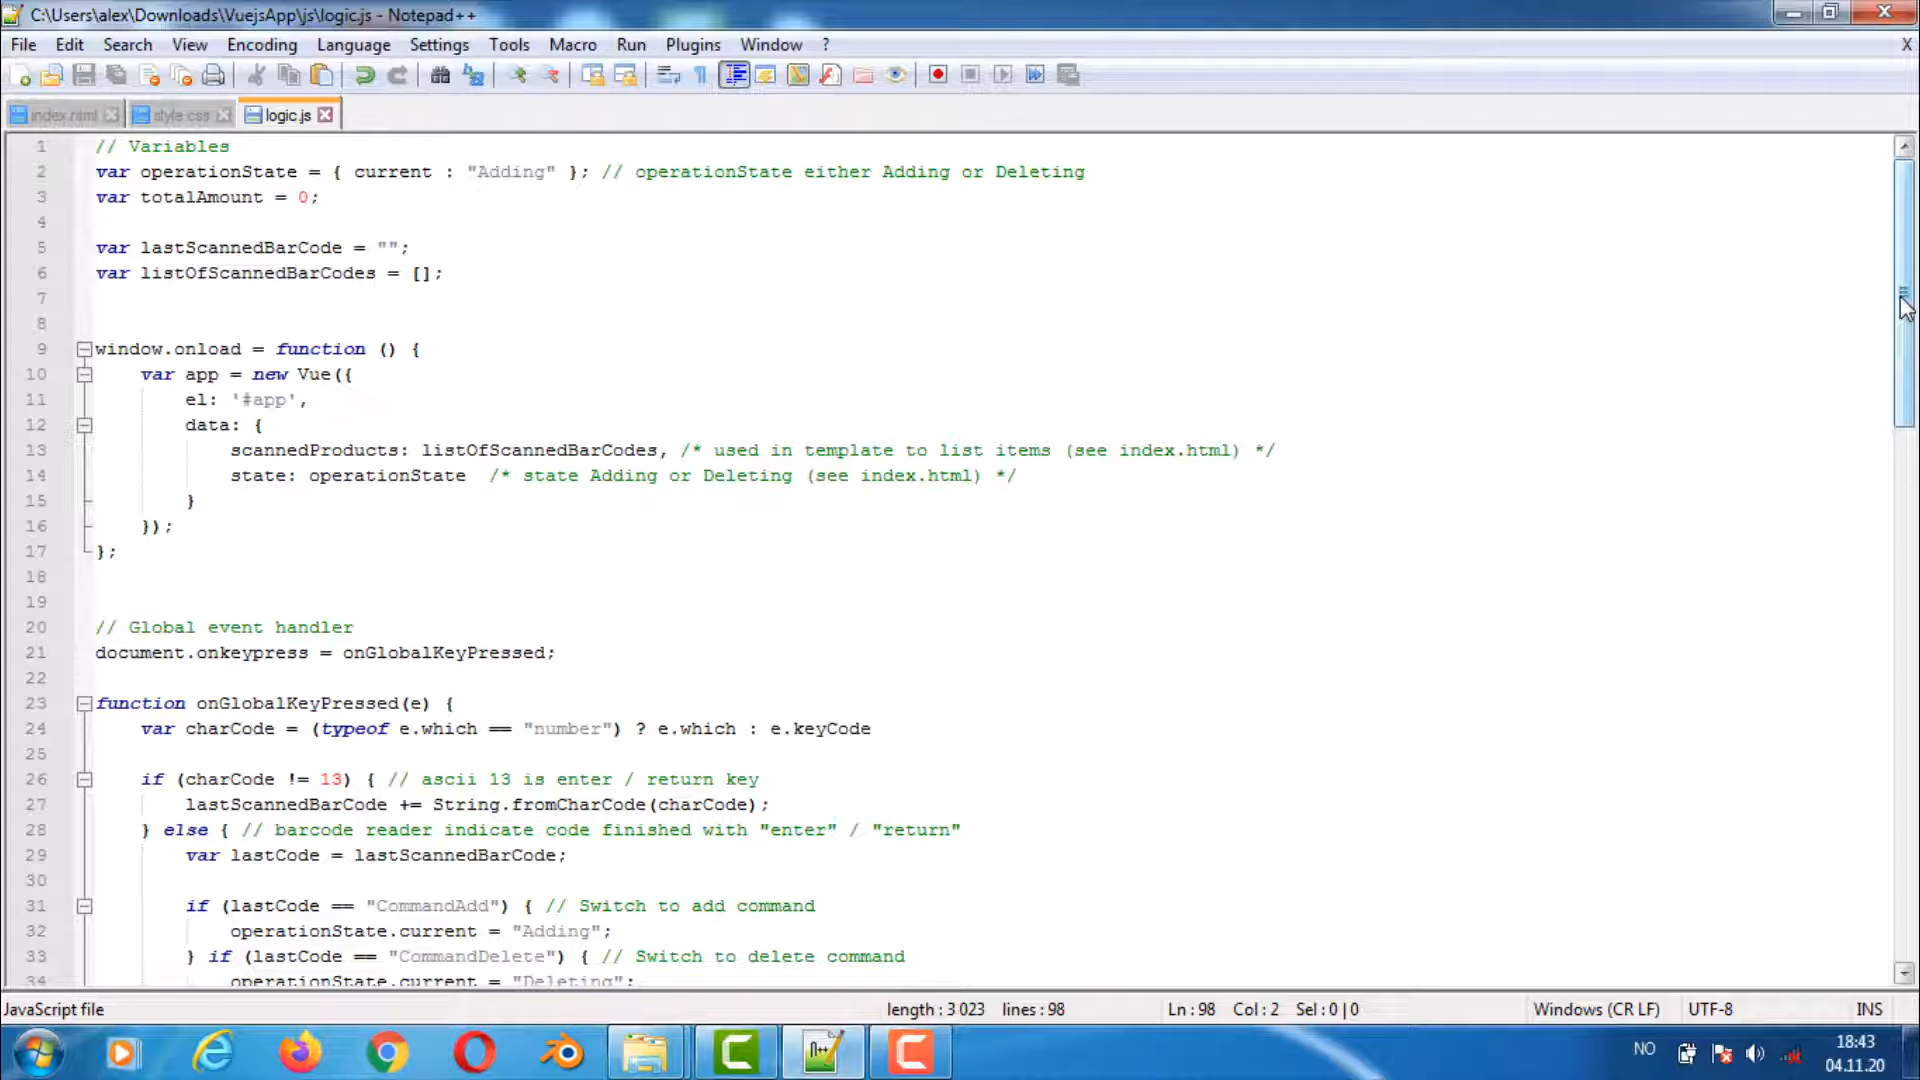 C:\Users\alex\Downloads\VuejsApp\js\logic.js - Notepad++
File Edit Search View Encoding Language Settings Tools Macro Run Plugins Window ? X
index.html style.css logic.js
1 // Variables
2 var operationState = { current : "Adding" }; // operationState either Adding or Deleting
3 var totalAmount = 0;
4
5 var lastScannedBarCode = "";
6 var listOfScannedBarCodes = [];
7
8
9 window.onload = function () {
10 var app = new Vue({
11 el: '#app',
12 data: {
13 scannedProducts: listOfScannedBarCodes, /* used in template to list items (see index.html) */
14 state: operationState /* state Adding or Deleting (see index.html) */
15 }
16 });
17 };
18
19
20 // Global event handler
21 document.onkeypress = onGlobalKeyPressed;
22
23 function onGlobalKeyPressed(e) {
24 var charCode = (typeof e.which == "number") ? e.which : e.keyCode
25
26 if (charCode != 13) { // ascii 13 is enter / return key
27 lastScannedBarCode += String.fromCharCode(charCode);
28 } else { // barcode reader indicate code finished with "enter" / "return"
29 var lastCode = lastScannedBarCode;
30
31 if (lastCode == "CommandAdd") { // Switch to add command
32 operationState.current = "Adding";
33 } if (lastCode == "CommandDelete") { // Switch to delete command
34 operationState.current = "Deleting";
JavaScript file length : 3 023 lines : 98 Ln : 98 Col : 2 Sel : 0 | 0 Windows (CR LF) UTF-8 INS
NO 18:43
04.11.20